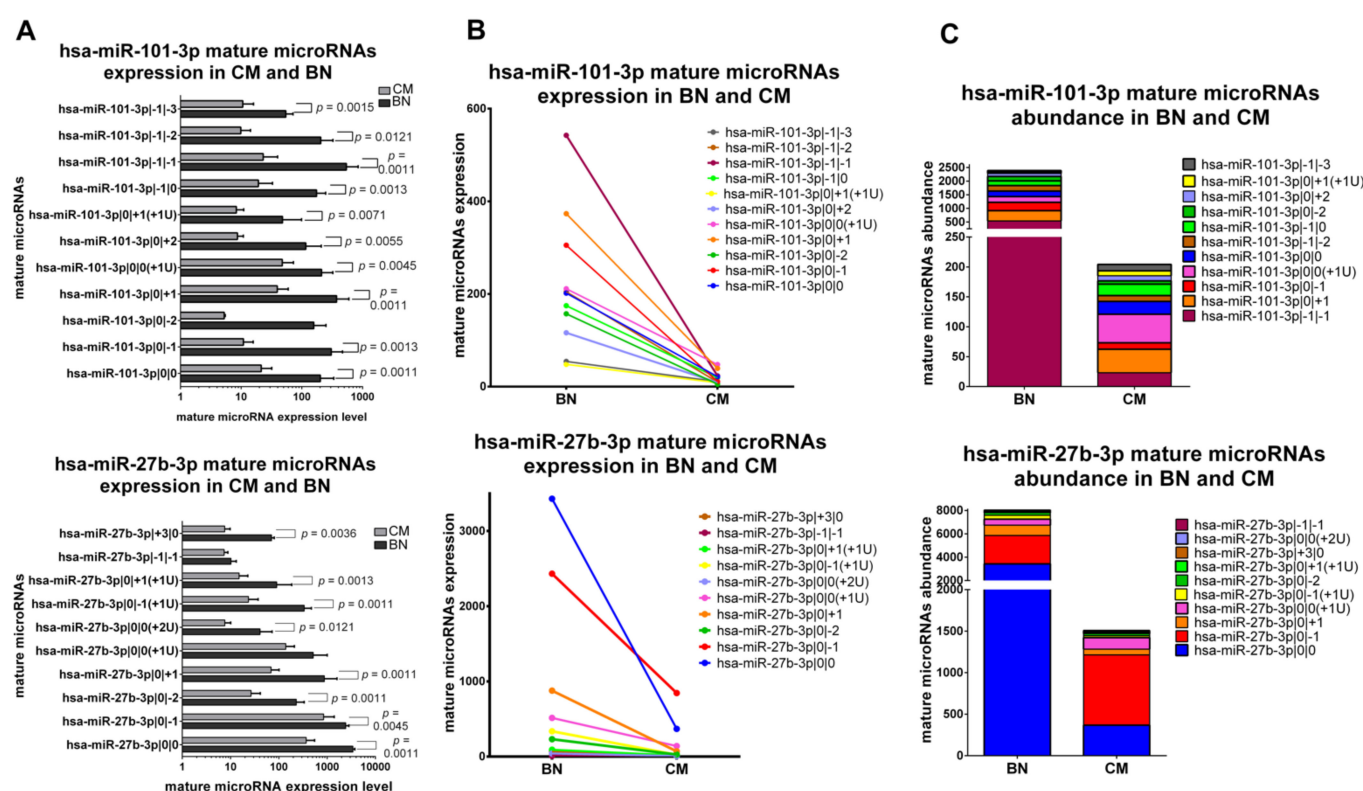 A
hsa-miR-101-3p mature microRNAs
expression in CM and BN
CM
BN
hsa-miR-101-3p|-1|-3
hsa-miR-101-3p|-1|-2
hsa-miR-101-3p|-1|-1
hsa-miR-101-3p|-1|0
hsa-miR-101-3p|0|+1(+1U)
hsa-miR-101-3p|0|+2
hsa-miR-101-3p|0|0(+1U)
hsa-miR-101-3p|0|+1
hsa-miR-101-3p|0|-2
hsa-miR-101-3p|0|-1
hsa-miR-101-3p|0|0
mature microRNAs
p = 0.0015
p = 0.0121
p =
0.0011
p = 0.0013
p = 0.0071
p = 0.0055
p = 0.0045
p =
0.0011
p = 0.0013
p = 0.0011
1 10 100 1000
mature microRNA expression level
B
hsa-miR-101-3p mature microRNAs
expression in BN and CM
mature microRNAs expression
600
400
200
0
BN CM
hsa-miR-101-3p|-1|-3
hsa-miR-101-3p|-1|-2
hsa-miR-101-3p|-1|-1
hsa-miR-101-3p|-1|0
hsa-miR-101-3p|0|+1(+1U)
hsa-miR-101-3p|0|+2
hsa-miR-101-3p|0|0(+1U)
hsa-miR-101-3p|0|+1
hsa-miR-101-3p|0|-2
hsa-miR-101-3p|0|-1
hsa-miR-101-3p|0|0
C
hsa-miR-101-3p mature microRNAs
abundance in BN and CM
mature microRNAs abundance
2500
2000
1500
1000
500
250
200
150
100
50
0
BN CM
hsa-miR-101-3p|-1|-3
hsa-miR-101-3p|0|+1(+1U)
hsa-miR-101-3p|0|+2
hsa-miR-101-3p|0|-2
hsa-miR-101-3p|-1|0
hsa-miR-101-3p|-1|-2
hsa-miR-101-3p|0|0
hsa-miR-101-3p|0|0(+1U)
hsa-miR-101-3p|0|-1
hsa-miR-101-3p|0|+1
hsa-miR-101-3p|-1|-1
hsa-miR-27b-3p mature microRNAs
expression in CM and BN
CM
BN
hsa-miR-27b-3p|+3|0
hsa-miR-27b-3p|-1|-1
hsa-miR-27b-3p|0|+1(+1U)
hsa-miR-27b-3p|0|-1(+1U)
hsa-miR-27b-3p|0|0(+2U)
hsa-miR-27b-3p|0|0(+1U)
hsa-miR-27b-3p|0|+1
hsa-miR-27b-3p|0|-2
hsa-miR-27b-3p|0|-1
hsa-miR-27b-3p|0|0
mature microRNAs
p = 0.0036
p = 0.0013
p = 0.0011
p = 0.0121
p = 0.0011
p = 0.0011
p =
0.0045
p =
0.0011
1 10 100 1000 10000
mature microRNA expression level
hsa-miR-27b-3p mature microRNAs
expression in BN and CM
mature microRNAs expression
3000
2000
1000
0
BN CM
hsa-miR-27b-3p|+3|0
hsa-miR-27b-3p|-1|-1
hsa-miR-27b-3p|0|+1(+1U)
hsa-miR-27b-3p|0|-1(+1U)
hsa-miR-27b-3p|0|0(+2U)
hsa-miR-27b-3p|0|0(+1U)
hsa-miR-27b-3p|0|+1
hsa-miR-27b-3p|0|-2
hsa-miR-27b-3p|0|-1
hsa-miR-27b-3p|0|0
hsa-miR-27b-3p mature microRNAs
abundance in BN and CM
mature microRNAs abundance
8000
6000
4000
2000
2000
1500
1000
500
0
BN CM
hsa-miR-27b-3p|-1|-1
hsa-miR-27b-3p|0|0(+2U)
hsa-miR-27b-3p|+3|0
hsa-miR-27b-3p|0|+1(+1U)
hsa-miR-27b-3p|0|-2
hsa-miR-27b-3p|0|-1(+1U)
hsa-miR-27b-3p|0|0(+1U)
hsa-miR-27b-3p|0|+1
hsa-miR-27b-3p|0|-1
hsa-miR-27b-3p|0|0